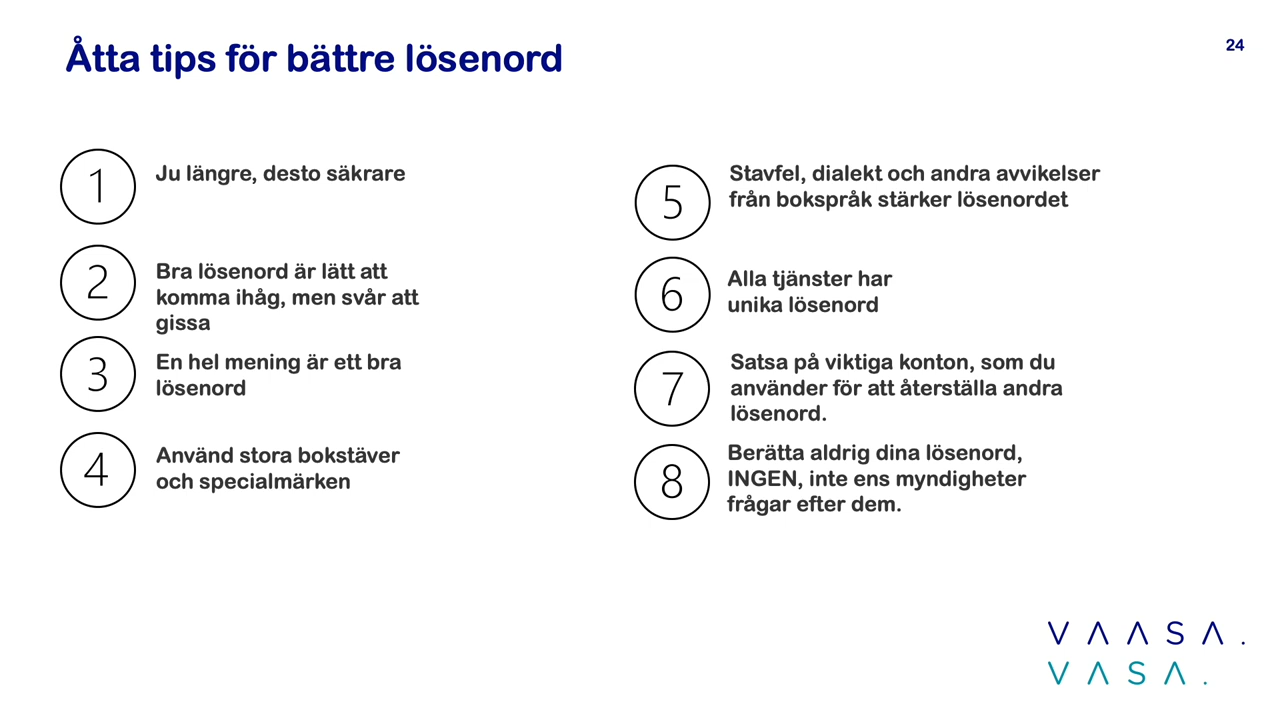 Åtta tips för bättre lösenord
24
1
Ju längre, desto säkrare
2
Bra lösenord är lätt att
komma ihåg, men svår att
gissa
3
En hel mening är ett bra
lösenord
4
Använd stora bokstäver
och specialmärken
5
Stavfel, dialekt och andra avvikelser
från bokspråk stärker lösenordet
6
Alla tjänster har
unika lösenord
7
Satsa på viktiga konton, som du
använder för att återställa andra
lösenord.
8
Berätta aldrig dina lösenord,
INGEN, inte ens myndigheter
frågar efter dem.
VAASA.
VASA.